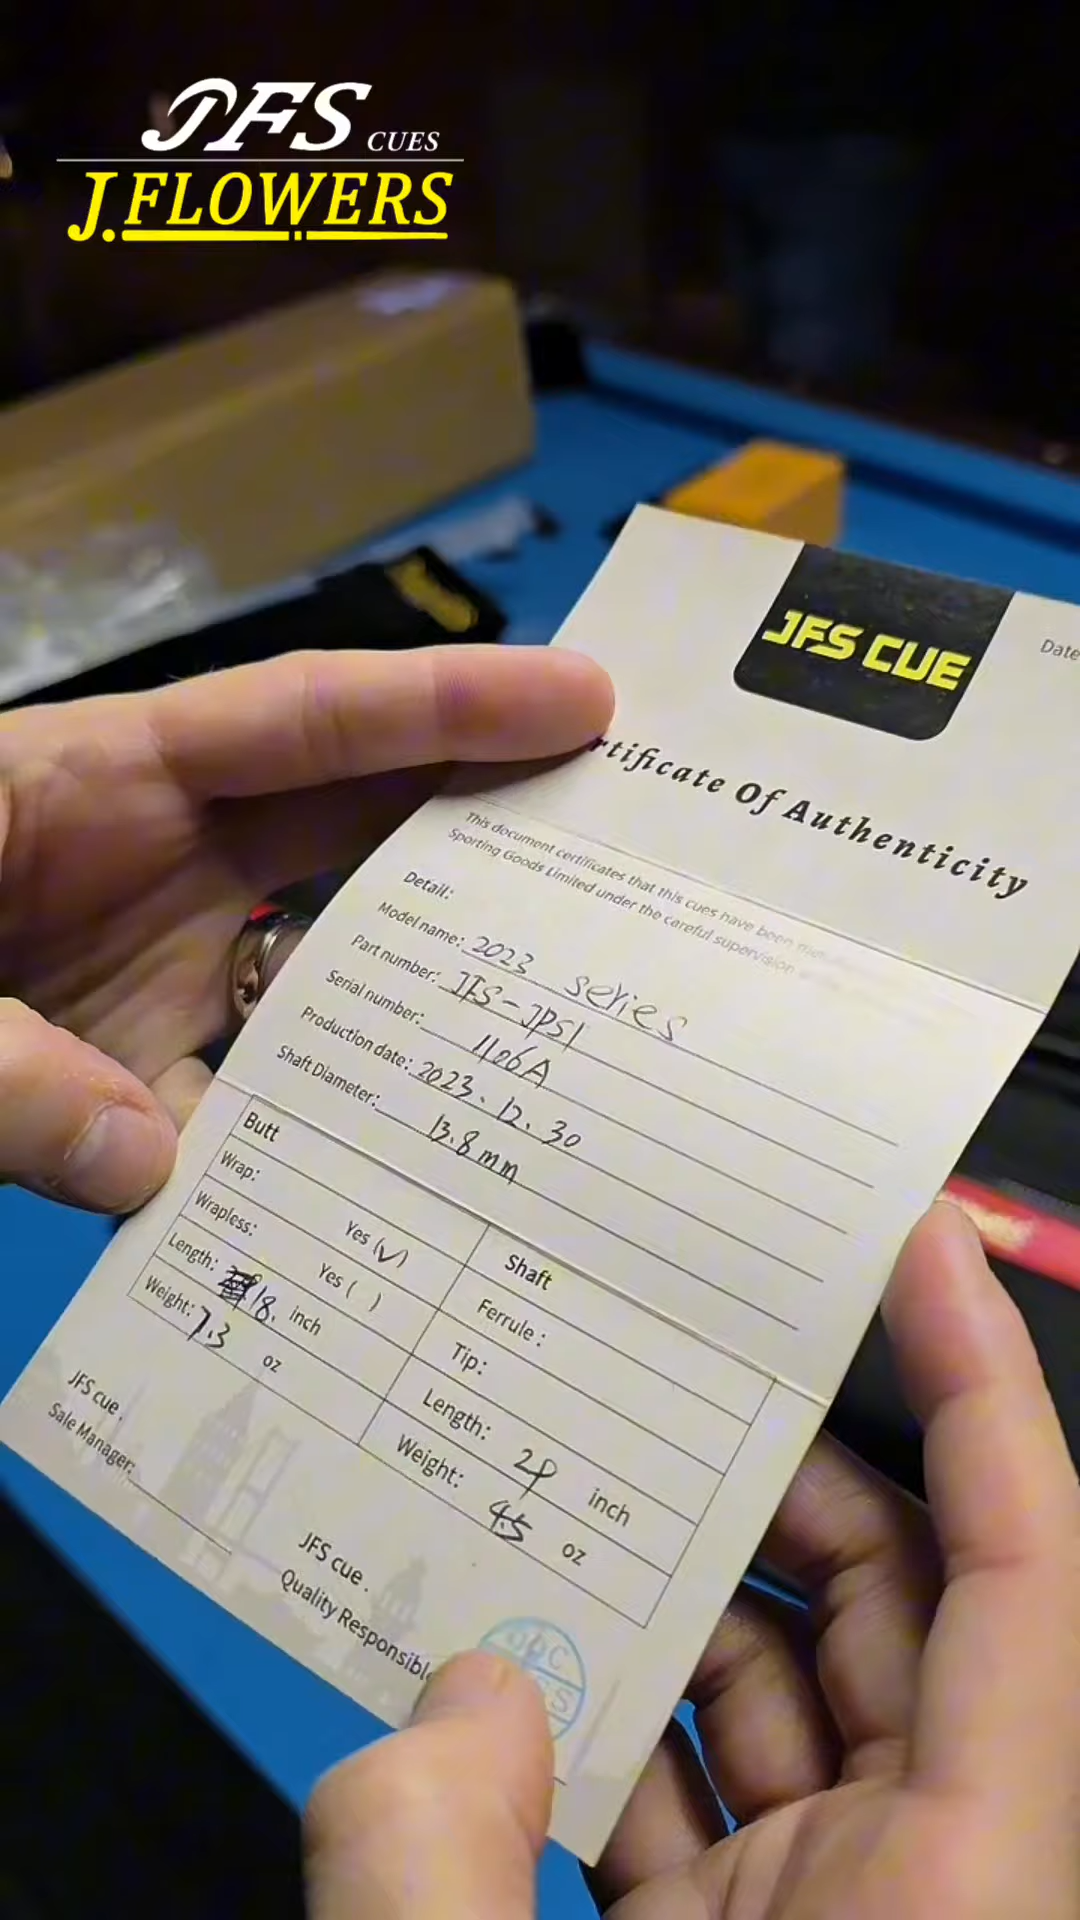 JFS CUES
J.FLOWERS
JFS CUE
Date
rtificate Of Authenticity
This document certificates that this cues have been
Sporting Goods Limited under the careful supervision
Detail:
Model name: 2023 series
Part number: JFS-JPS1
Serial number: 1106A
Production date: 2023.12.30
Shaft Diameter: 13.8mm
Butt
Wrap: Yes (✓)
Wrapless: Yes ( )
Length: 18. inch
Weight: 7.3 oz
Shaft
Ferrule :
Tip:
Length: inch
Weight: 4.5 oz
JFS cue .
Sale Manager:
JFS cue .
Quality Responsible